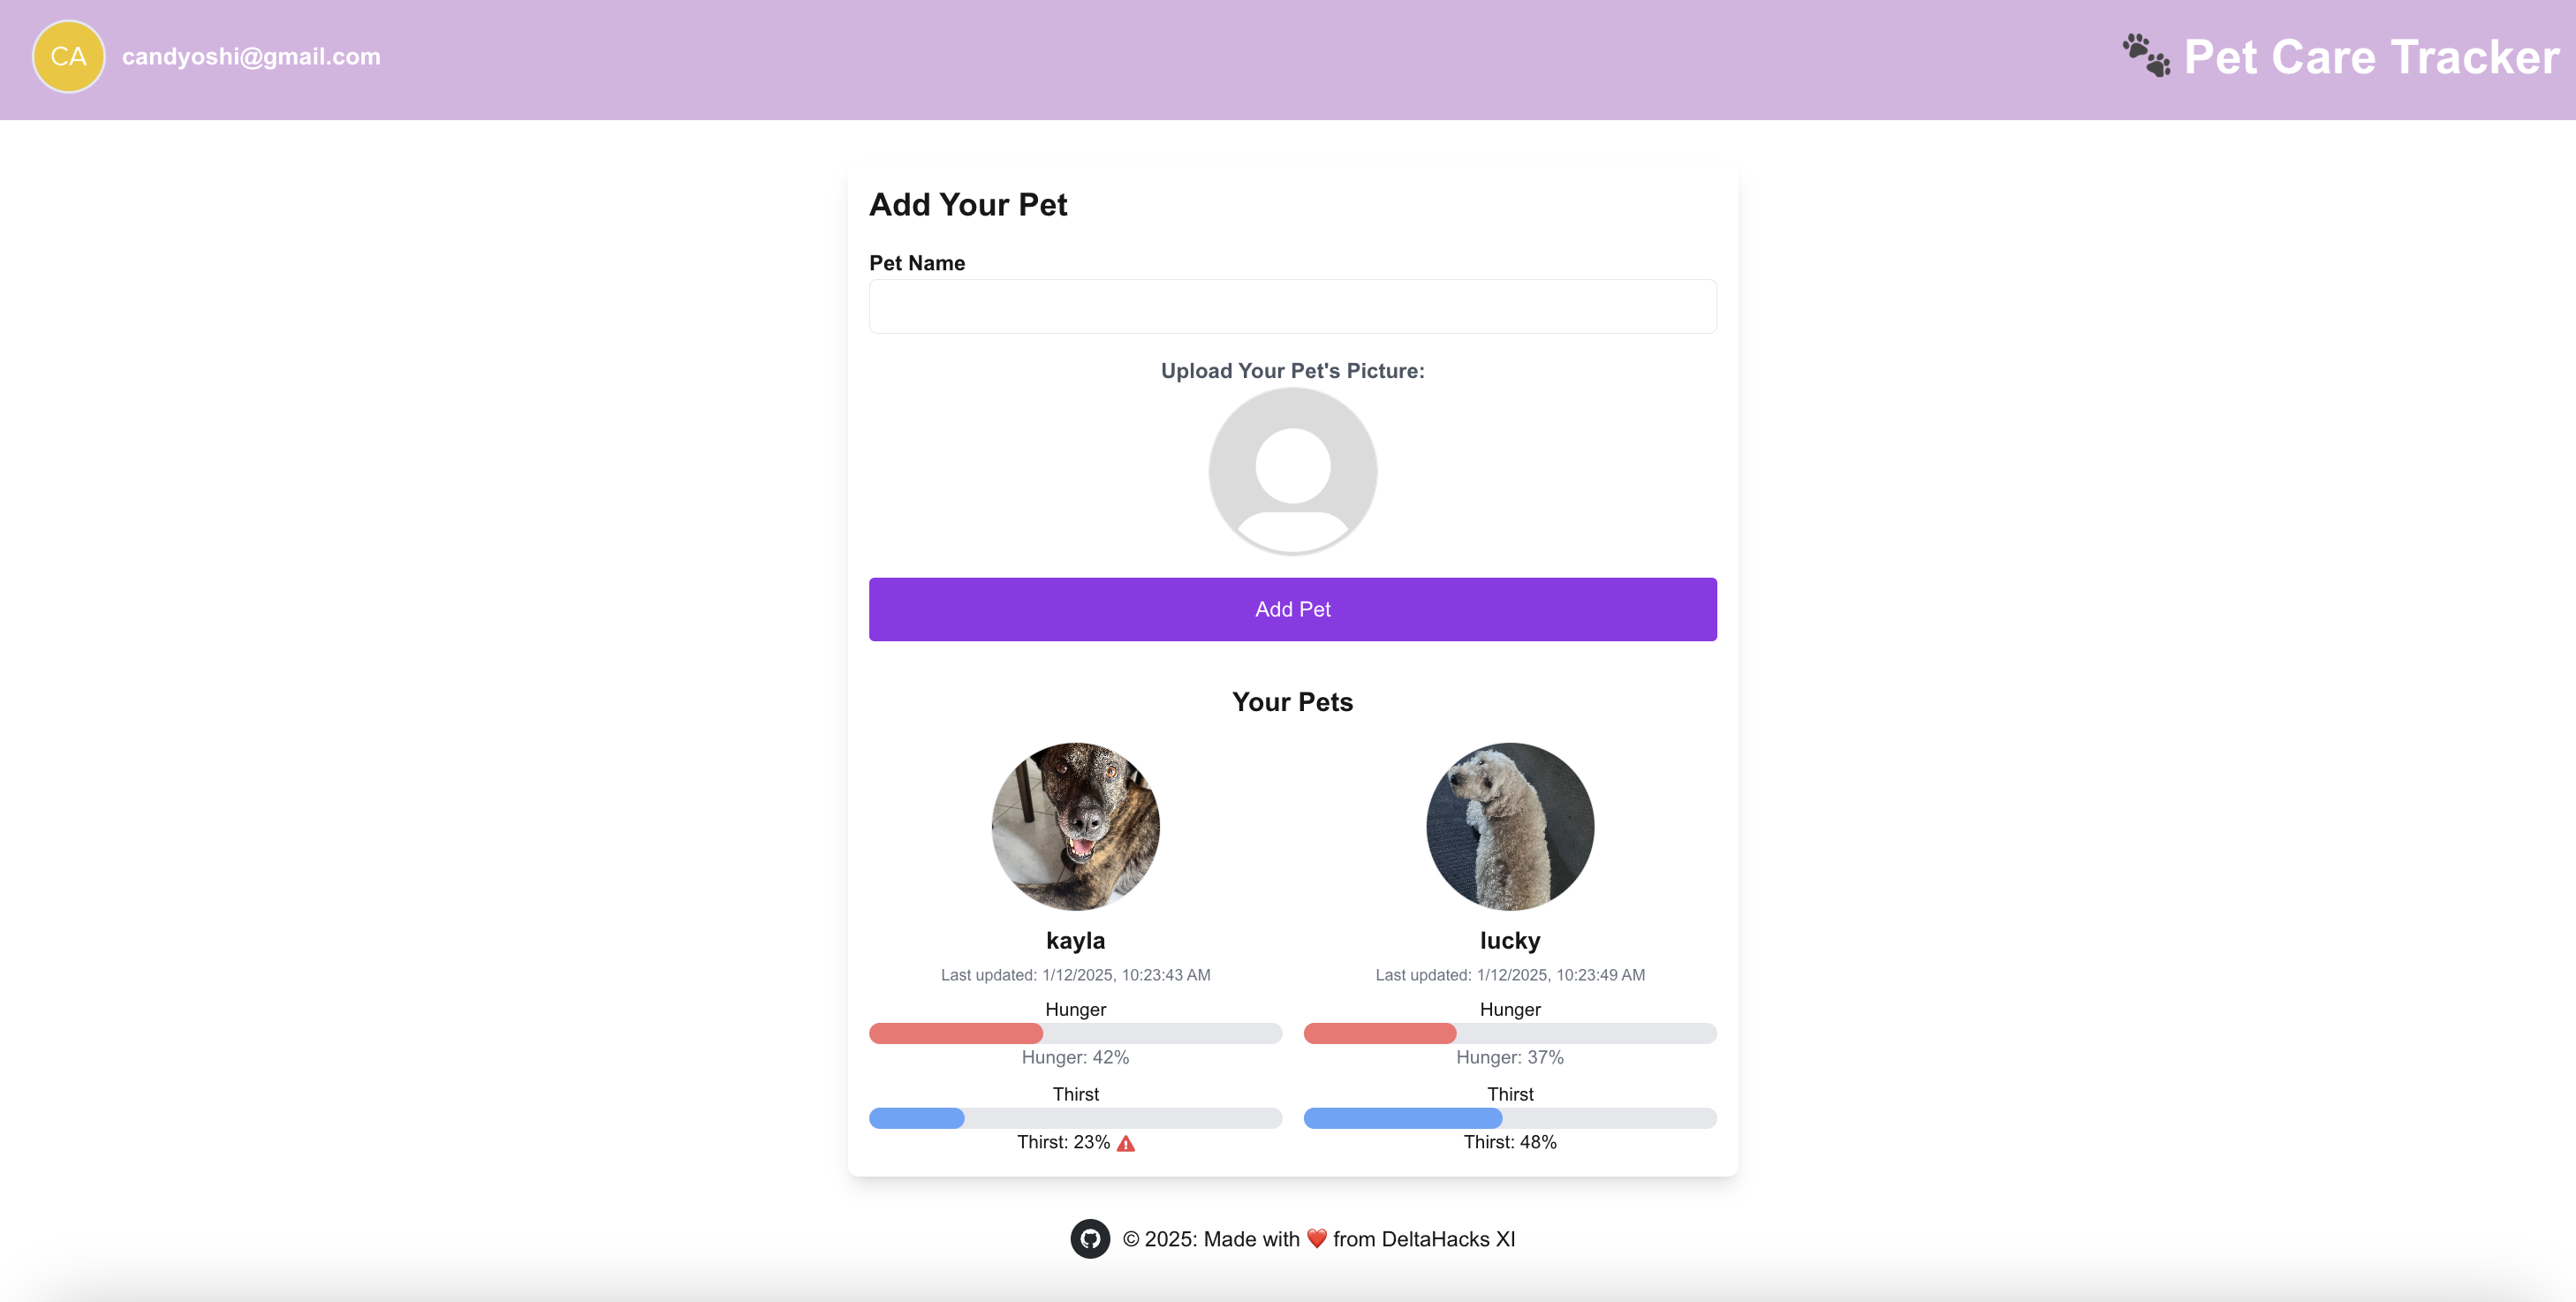 CA candyoshi@gmail.com
🐾 Pet Care Tracker
Add Your Pet
Pet Name
Upload Your Pet's Picture:
Add Pet
Your Pets
kayla
Last updated: 1/12/2025, 10:23:43 AM
Hunger
Hunger: 42%
Thirst
Thirst: 23%
lucky
Last updated: 1/12/2025, 10:23:49 AM
Hunger
Hunger: 37%
Thirst
Thirst: 48%
© 2025: Made with ❤️ from DeltaHacks XI